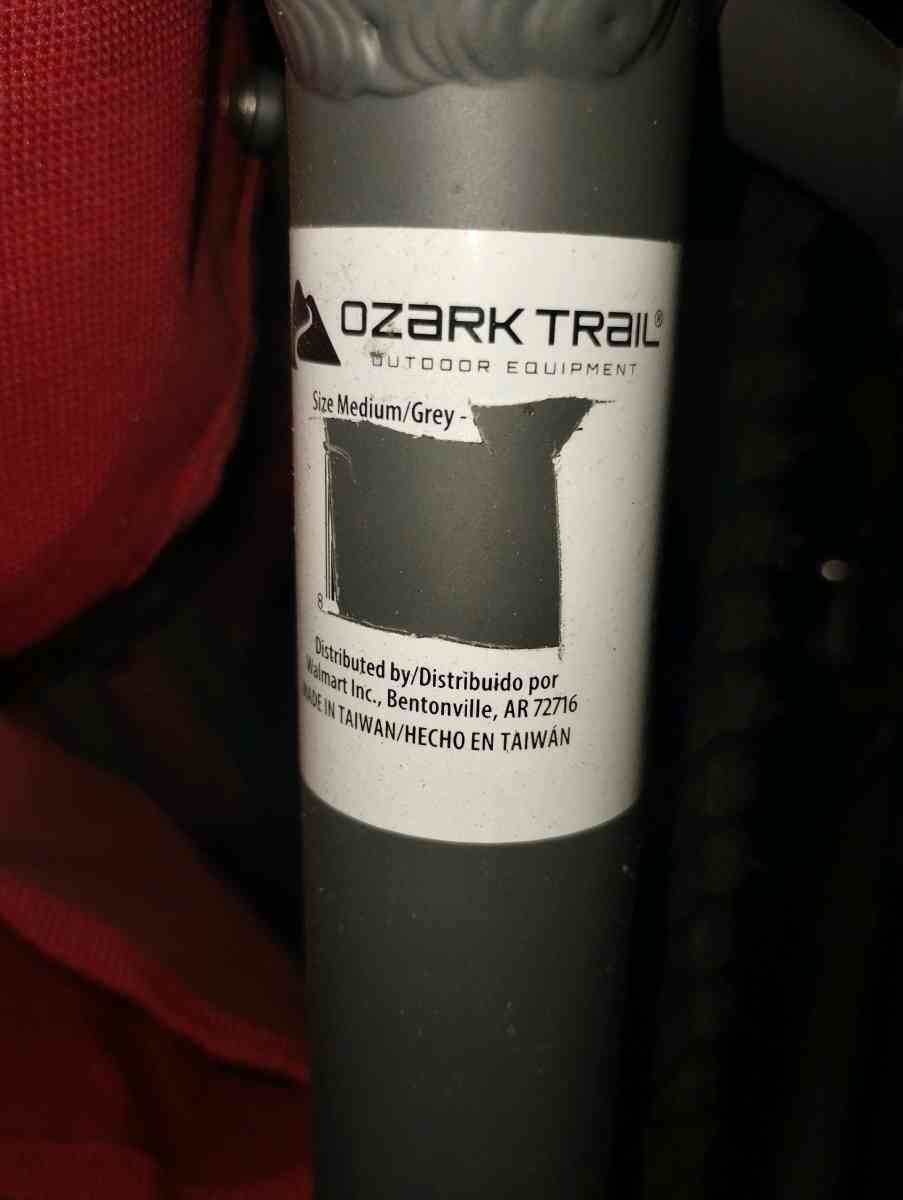 OZARK TRAIL®
OUTDOOR EQUIPMENT
Size Medium/Grey -
8
Distributed by/Distribuido por
Walmart Inc., Bentonville, AR 72716
MADE IN TAIWAN/HECHO EN TAIWÁN